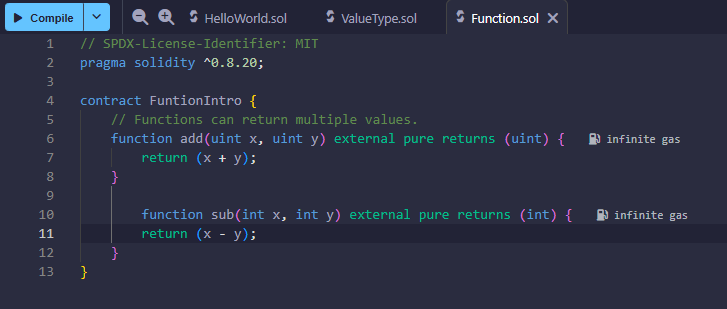 Compile
HelloWorld.sol
ValueType.sol
Function.sol
1 // SPDX-License-Identifier: MIT
2 pragma solidity ^0.8.20;
3
4 contract FuntionIntro {
5 // Functions can return multiple values.
6 function add(uint x, uint y) external pure returns (uint) { infinite gas
7 return (x + y);
8 }
9
10 function sub(int x, int y) external pure returns (int) { infinite gas
11 return (x - y);
12 }
13 }